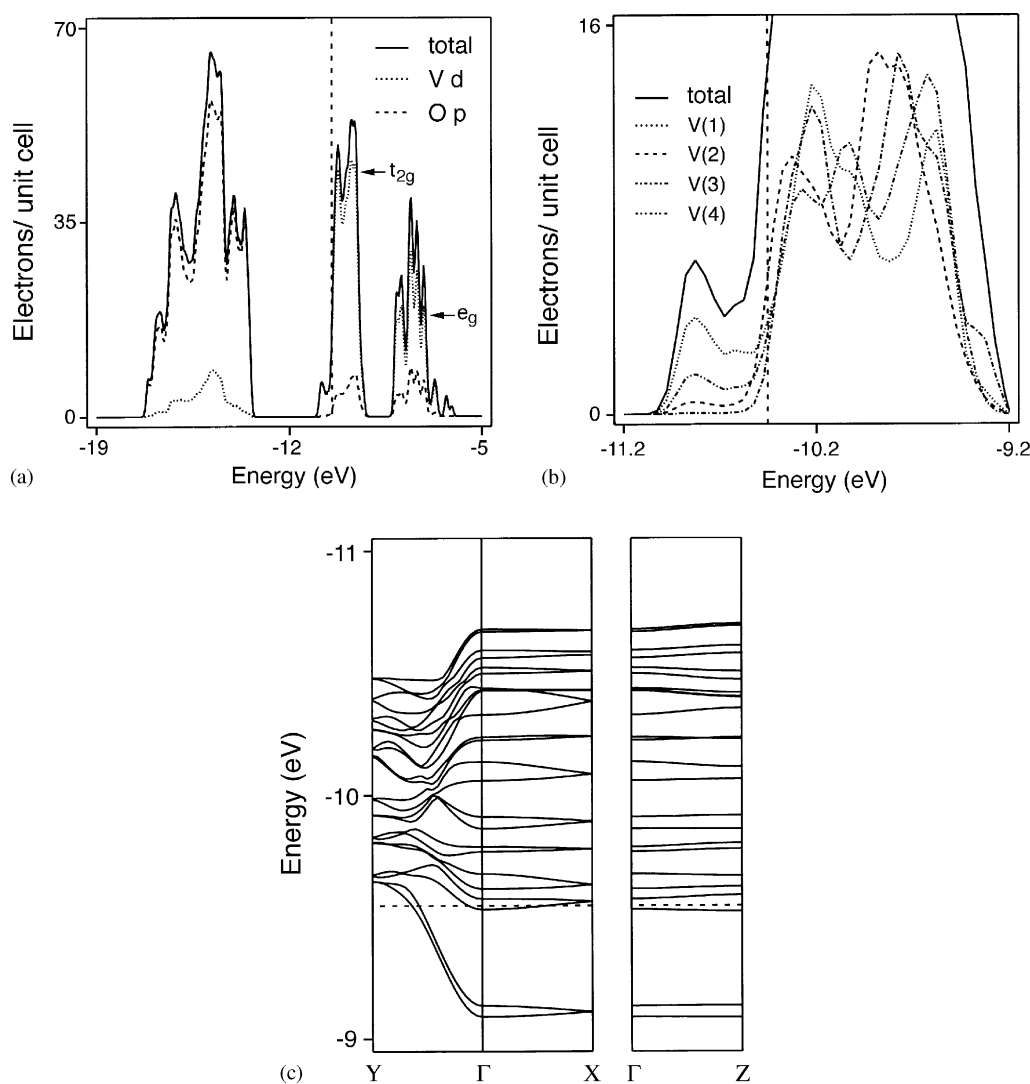 70
35
0
Electrons/ unit cell
total
V d
O p
t2g
eg
-19
-12
-5
Energy (eV)
(a)
16
0
Electrons/ unit cell
total
V(1)
V(2)
V(3)
V(4)
-11.2
-10.2
-9.2
Energy (eV)
(b)
-11
-10
-9
Energy (eV)
Y
Γ
X
Γ
Z
(c)